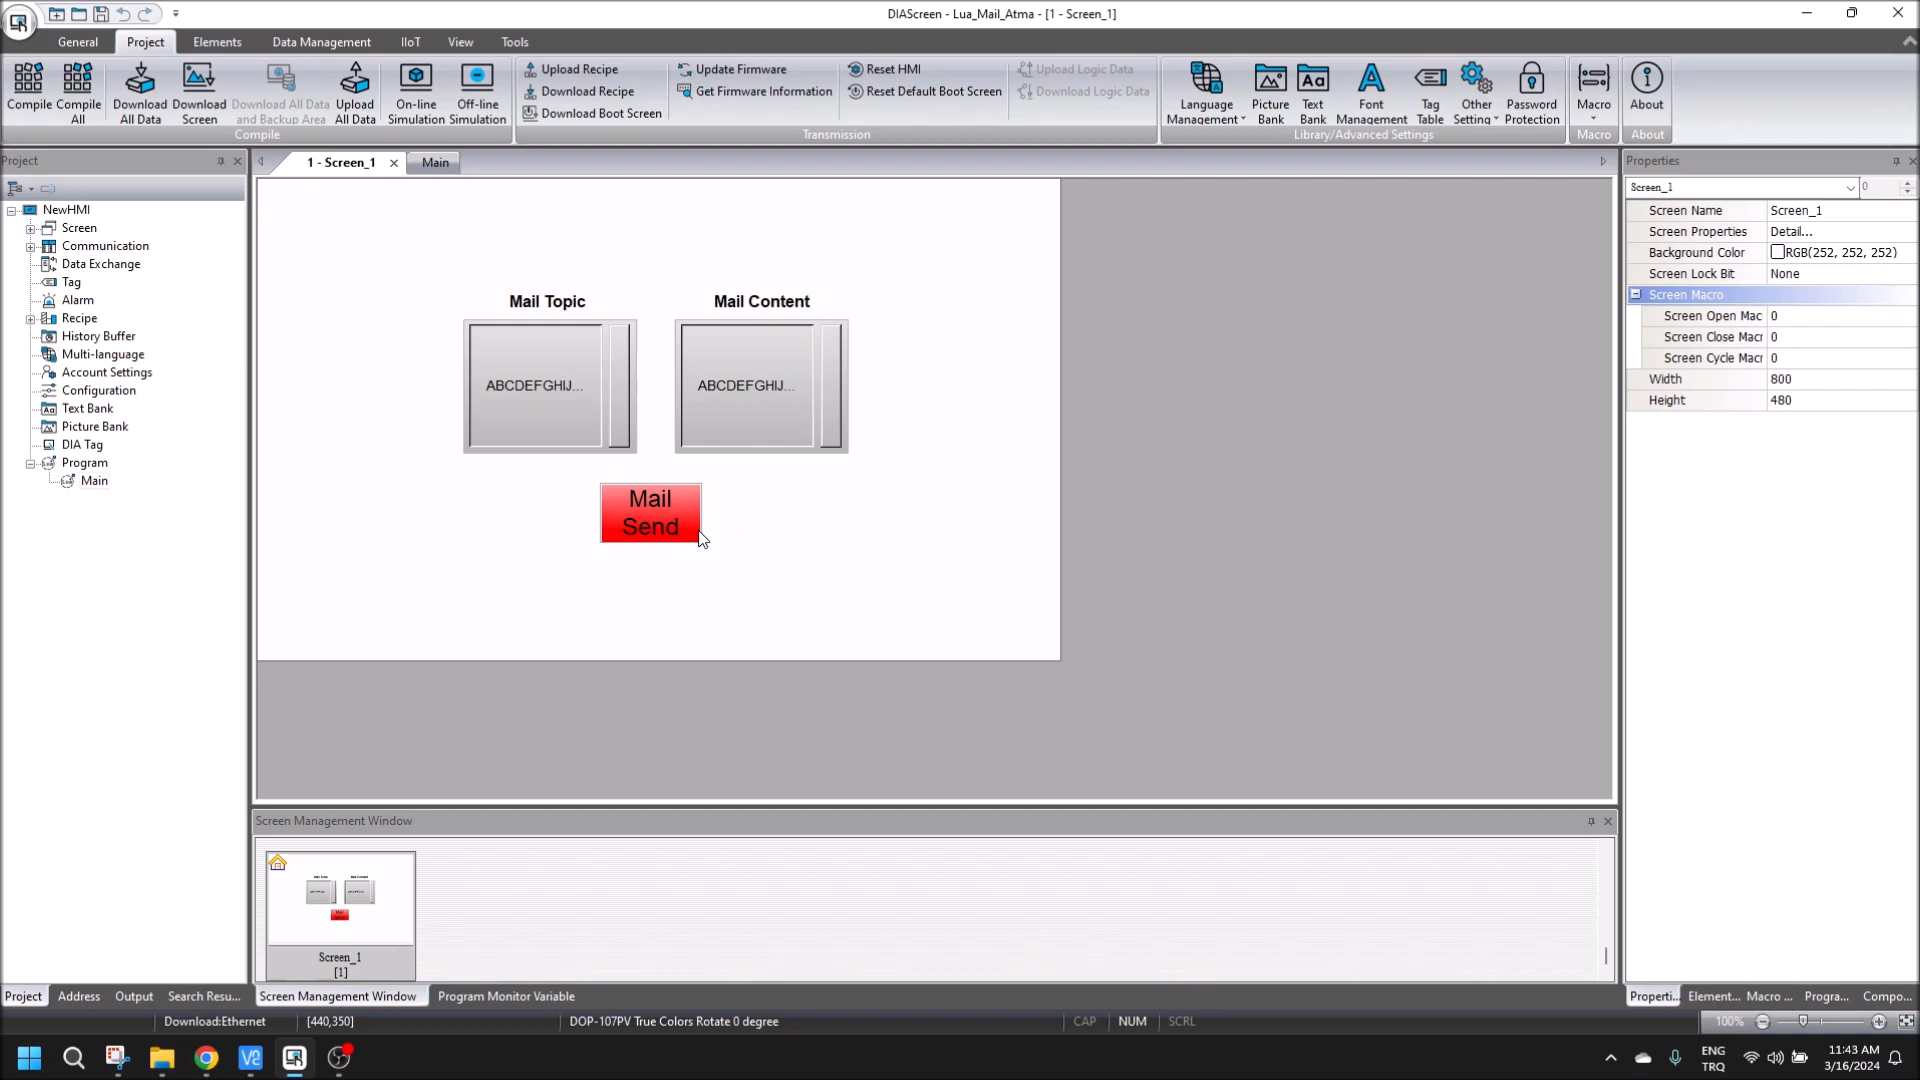 DIAScreen - Lua_Mail_Atma - [1 - Screen_1]
General Project Elements Data Management IIoT View Tools
Compile
Compile All
Download All Data
Download Screen
Download All Data and Backup Area
Upload All Data
On-line Simulation
Off-line Simulation
Compile
Upload Recipe
Download Recipe
Download Boot Screen
Update Firmware
Get Firmware Information
Reset HMI
Reset Default Boot Screen
Upload Logic Data
Download Logic Data
Transmission
Language Management
Picture Bank
Text Bank
Font Management
Tag Table
Other Setting
Password Protection
Library/Advanced Settings
Macro
Macro
About
About
Project
NewHMI
Screen
Communication
Data Exchange
Tag
Alarm
Recipe
History Buffer
Multi-language
Account Settings
Configuration
Text Bank
Picture Bank
DIA Tag
Program
Main
1 - Screen_1 Main
Mail Topic Mail Content
ABCDEFGHIJ... ABCDEFGHIJ...
Mail
Send
Screen Management Window
Screen_1
[1]
Properties
Screen_1 0
Screen Name Screen_1
Screen Properties Detail...
Background Color RGB(252, 252, 252)
Screen Lock Bit None
Screen Macro
Screen Open Mac 0
Screen Close Macr 0
Screen Cycle Macr 0
Width 800
Height 480
Project Address Output Search Resu... Screen Management Window Program Monitor Variable
Properti... Element... Macro ... Progra... Compo...
Download:Ethernet [440,350] DOP-107PV True Colors Rotate 0 degree CAP NUM SCRL 100%
ENG
TRQ
11:43 AM
3/16/2024